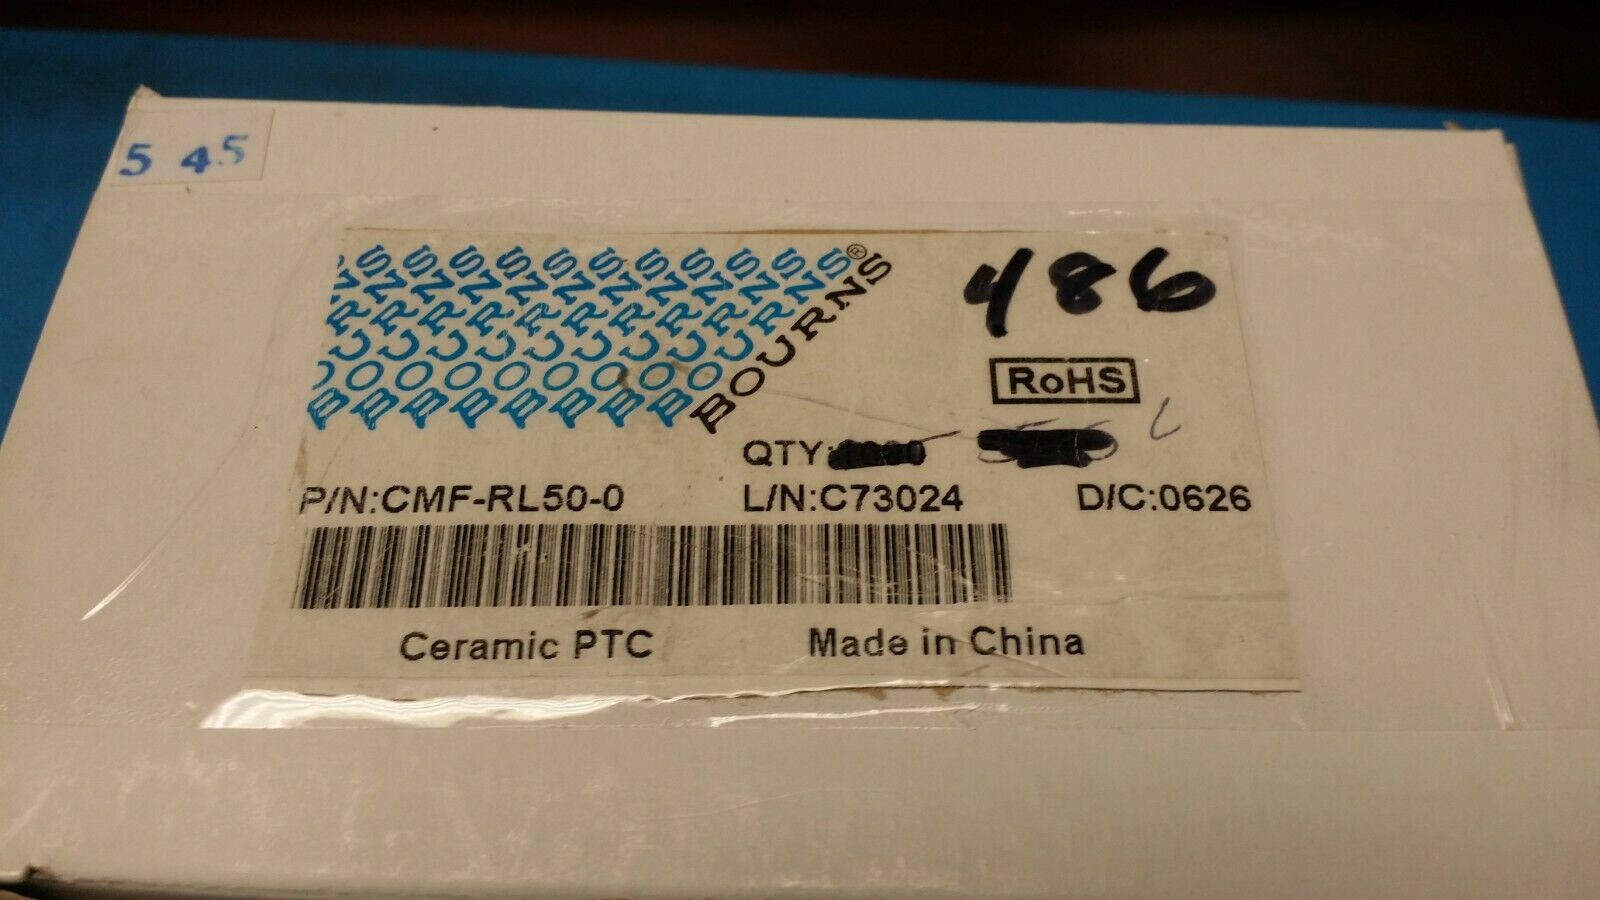 5 45
BOURNS®
486
RoHS
QTY:
P/N:CMF-RL50-0 L/N:C73024 D/C:0626
Ceramic PTC Made in China